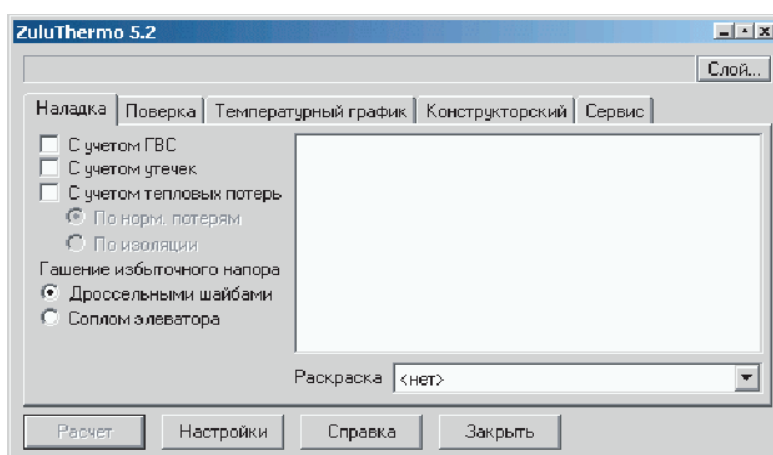 ZuluThermo 5.2
Слой...
Наладка Поверка Температурный график Конструкторский Сервис
С учетом ГВС
С учетом утечек
С учетом тепловых потерь
По норм. потерям
По изоляции
Гашение избыточного напора
Дроссельными шайбами
Соплом элеватора
Раскраска <нет>
Расчет Настройки Справка Закрыть